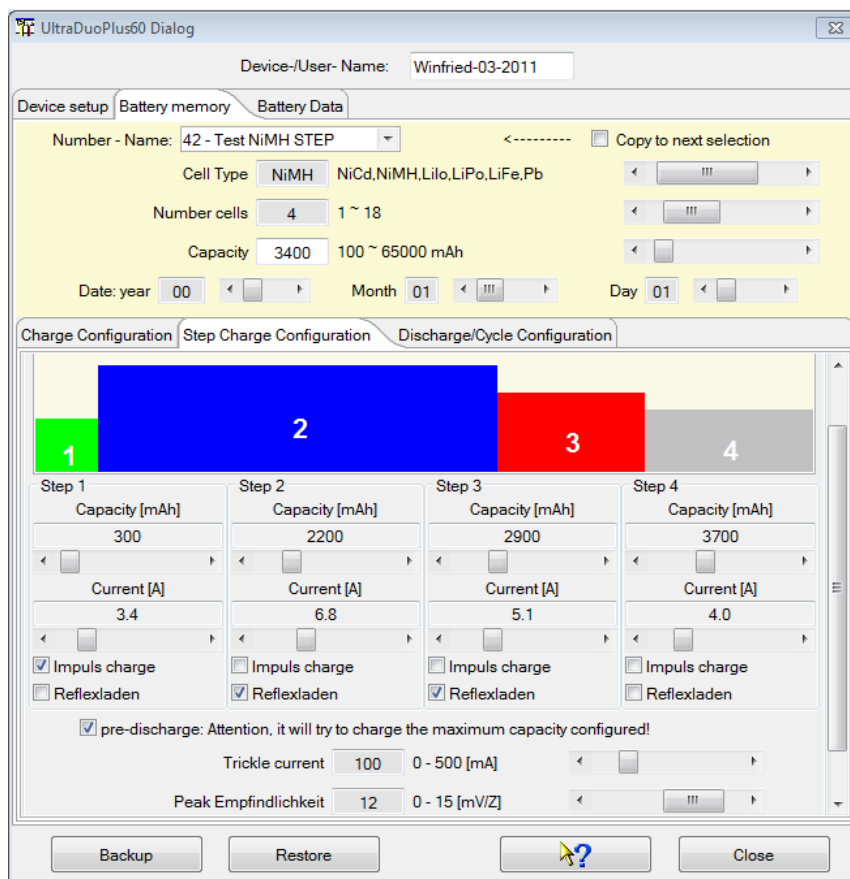 UltraDuoPlus60 Dialog
Device-/User- Name: Winfried-03-2011
Device setup Battery memory Battery Data
Number - Name: 42 - Test NiMH STEP <--------- Copy to next selection
Cell Type NiMH NiCd,NiMH,LiIo,LiPo,LiFe,Pb
Number cells 4 1 ~ 18
Capacity 3400 100 ~ 65000 mAh
Date: year 00 Month 01 Day 01
Charge Configuration Step Charge Configuration Discharge/Cycle Configuration
1 2 3 4
Step 1 Step 2 Step 3 Step 4
Capacity [mAh] Capacity [mAh] Capacity [mAh] Capacity [mAh]
300 2200 2900 3700
Current [A] Current [A] Current [A] Current [A]
3.4 6.8 5.1 4.0
Impuls charge Impuls charge Impuls charge Impuls charge
Reflexladen Reflexladen Reflexladen Reflexladen
pre-discharge: Attention, it will try to charge the maximum capacity configured!
Trickle current 100 0 - 500 [mA]
Peak Empfindlichkeit 12 0 - 15 [mV/Z]
Backup Restore ? Close